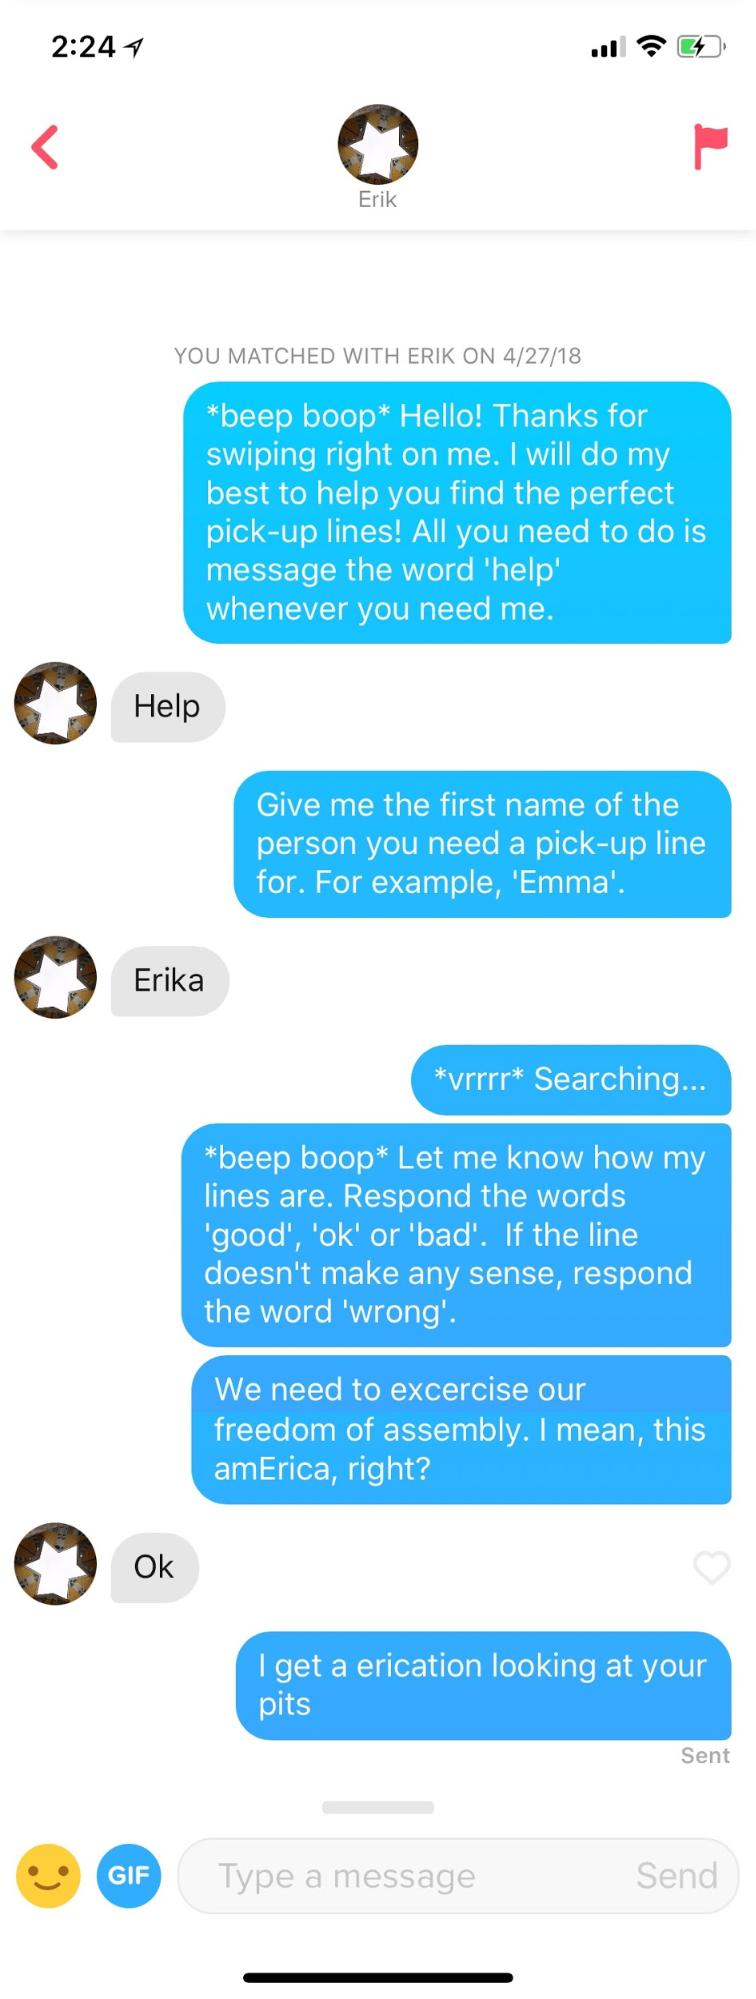 2:24
Erik
YOU MATCHED WITH ERIK ON 4/27/18
*beep boop* Hello! Thanks for
swiping right on me. I will do my
best to help you find the perfect
pick-up lines! All you need to do is
message the word 'help'
whenever you need me.
Help
Give me the first name of the
person you need a pick-up line
for. For example, 'Emma'.
Erika
*vrrrr* Searching...
*beep boop* Let me know how my
lines are. Respond the words
'good', 'ok' or 'bad'.  If the line
doesn't make any sense, respond
the word 'wrong'.
We need to excercise our
freedom of assembly. I mean, this
amErica, right?
Ok
I get a erication looking at your
pits
Sent
GIF
Type a message
Send